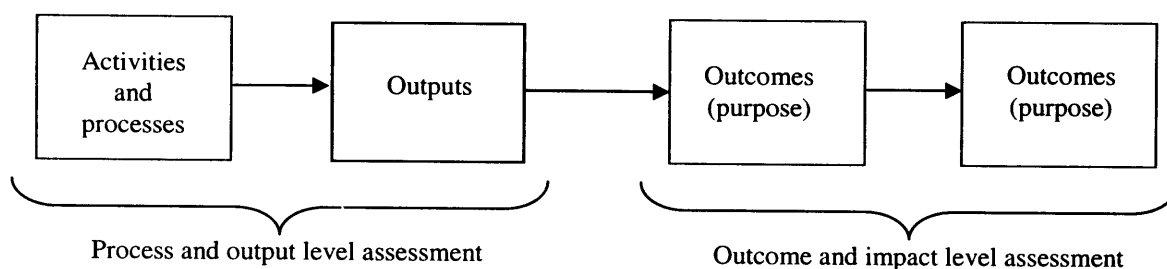 Activities
and
processes
Outputs
Outcomes
(purpose)
Outcomes
(purpose)
Process and output level assessment
Outcome and impact level assessment